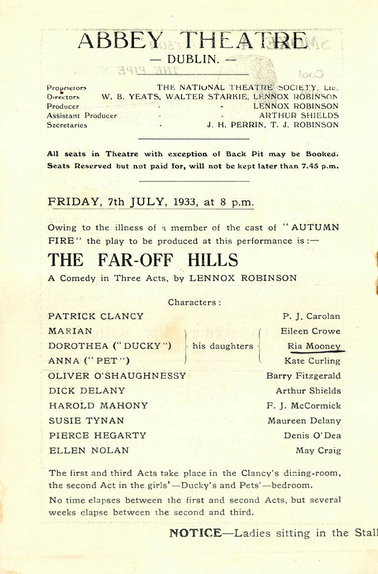 ABBEY THEATRE
— DUBLIN. —
Proprietors THE NATIONAL THEATRE SOCIETY, Ltd.
Directors W. B. YEATS, WALTER STARKIE, LENNOX ROBINSON
Producer - - LENNOX ROBINSON
Assistant Producer - - ARTHUR SHIELDS
Secretaries - J. H. PERRIN, T. J. ROBINSON
All seats in Theatre with exception of Back Pit may be Booked.
Seats Reserved but not paid for, will not be kept later than 7.45 p.m.
FRIDAY, 7th JULY, 1933, at 8 p.m.
Owing to the illness of a member of the cast of "AUTUMN
FIRE" the play to be produced at this performance is :—
THE FAR-OFF HILLS
A Comedy in Three Acts, by LENNOX ROBINSON
Characters :
PATRICK CLANCY P. J. Carolan
MARIAN Eileen Crowe
DOROTHEA ("DUCKY") his daughters Ria Mooney
ANNA ("PET") Kate Curling
OLIVER O'SHAUGHNESSY Barry Fitzgerald
DICK DELANY Arthur Shields
HAROLD MAHONY F. J. McCormick
SUSIE TYNAN Maureen Delany
PIERCE HEGARTY Denis O'Dea
ELLEN NOLAN May Craig
The first and third Acts take place in the Clancy's dining-room,
the second Act in the girls'—Ducky's and Pets'—bedroom.
No time elapses between the first and second Acts, but several
weeks elapse between the second and third.
NOTICE—Ladies sitting in the Stall